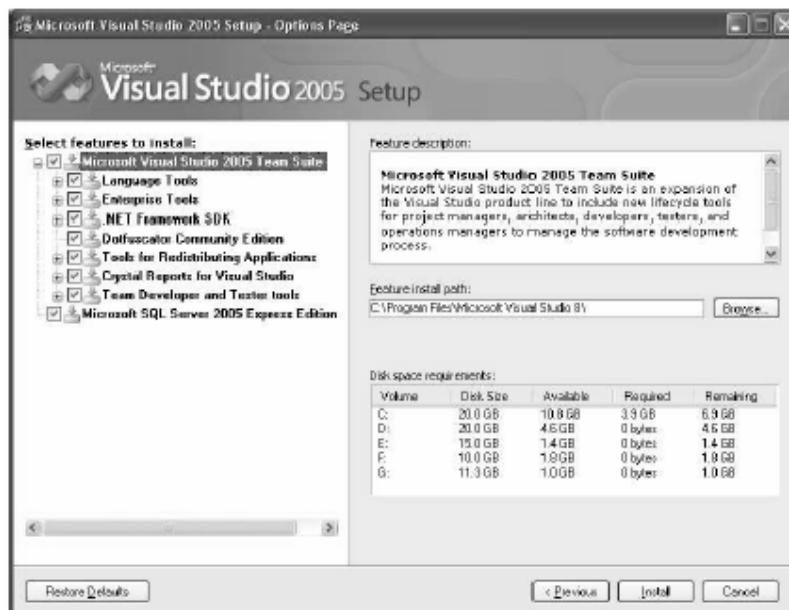 Microsoft Visual Studio 2005 Setup - Options Page
Microsoft
Visual Studio 2005 Setup
Select features to install:
Microsoft Visual Studio 2005 Team Suite
Language Tools
Enterprise Tools
.NET Framework SDK
Dotfuscator Community Edition
Tools for Redistributing Applications
Crystal Reports for Visual Studio
Team Developer and Tester tools
Microsoft SQL Server 2005 Express Edition
Feature description:
Microsoft Visual Studio 2005 Team Suite
Microsoft Visual Studio 2005 Team Suite is an expansion of
the Visual Studio product line to include new lifecycle tools
for project managers, architects, developers, testers, and
operations managers to manage the software development
process.
Feature install path:
C:\Program Files\Microsoft Visual Studio 8\
Browse...
Disk space requirements:
Volume Disk Size Available Required Remaining
C: 20.0 GB 10.8 GB 3.9 GB 6.9 GB
D: 20.0 GB 4.6 GB 0 bytes 4.6 GB
E: 15.0 GB 1.4 GB 0 bytes 1.4 GB
F: 10.0 GB 1.8 GB 0 bytes 1.8 GB
G: 11.3 GB 1.0 GB 0 bytes 1.0 GB
Restore Defaults
< Previous
Install
Cancel